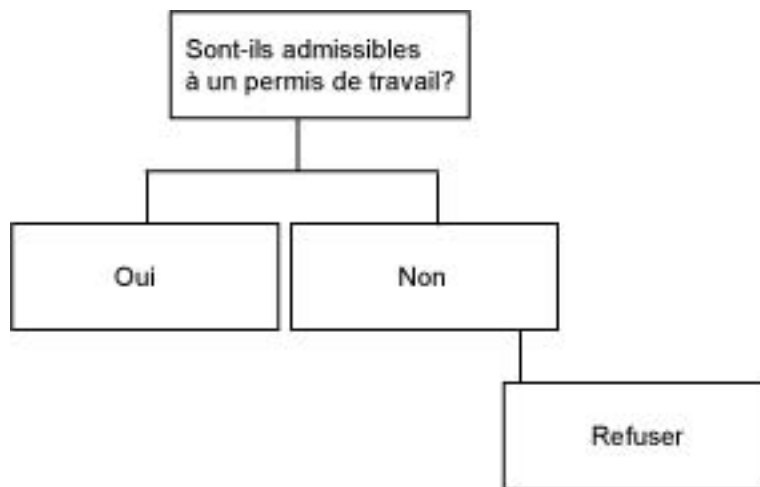 Sont-ils admissibles
à un permis de travail?
Oui
Non
Refuser